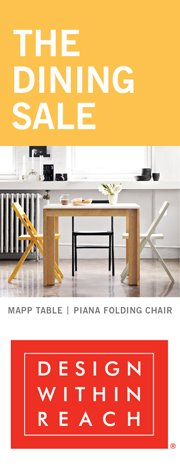 THE
DINING
SALE
MAPP TABLE | PIANA FOLDING CHAIR
DESIGN
WITHIN
REACH
®